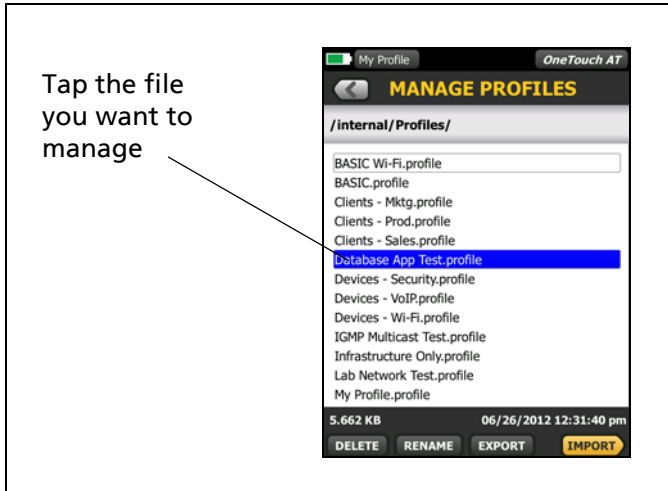 Tap the file
you want to
manage
My Profile
OneTouch AT
MANAGE PROFILES
/internal/Profiles/
BASIC Wi-Fi.profile
BASIC.profile
Clients - Mktg.profile
Clients - Prod.profile
Clients - Sales.profile
Database App Test.profile
Devices - Security.profile
Devices - VoIP.profile
Devices - Wi-Fi.profile
IGMP Multicast Test.profile
Infrastructure Only.profile
Lab Network Test.profile
My Profile.profile
5.662 KB
06/26/2012 12:31:40 pm
DELETE
RENAME
EXPORT
IMPORT